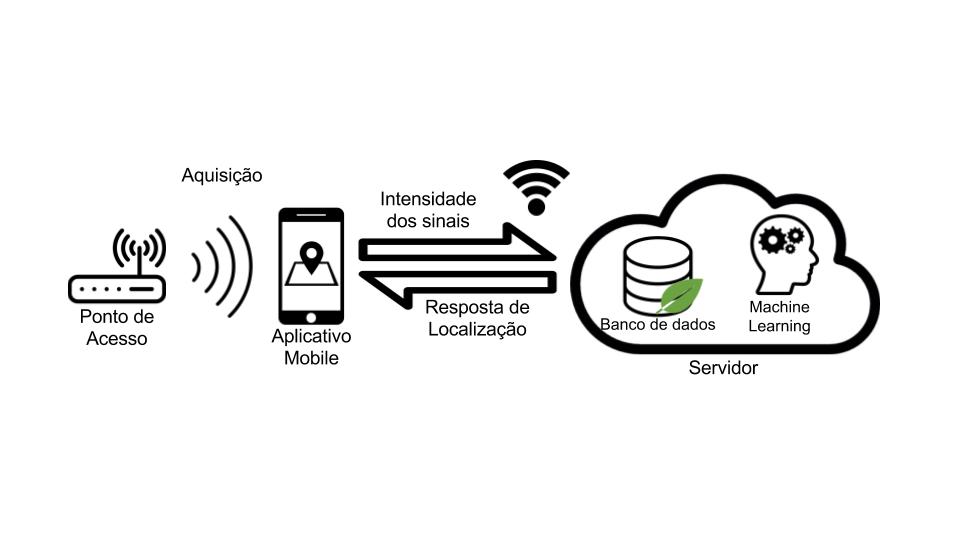 Aquisição
Intensidade
dos sinais
Ponto de
Acesso
Aplicativo
Mobile
Resposta de
Localização
Banco de dados
Machine
Learning
Servidor